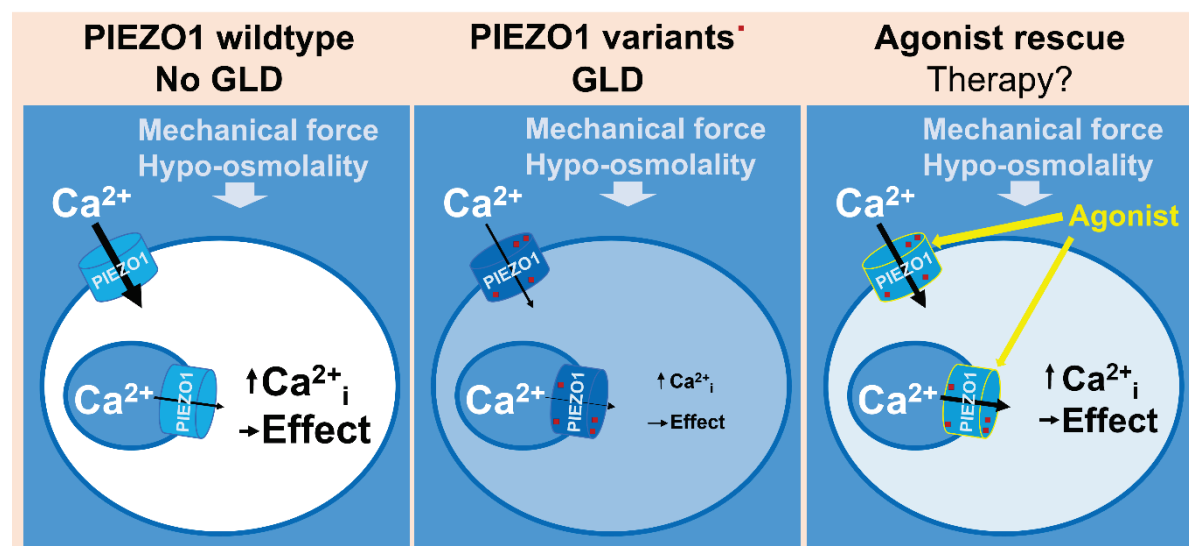 PIEZO1 wildtype
No GLD
Mechanical force
Hypo-osmolality
Ca²⁺
PIEZO1
Ca²⁺
PIEZO1
↑Ca²⁺ᵢ
→Effect
PIEZO1 variants
GLD
Mechanical force
Hypo-osmolality
Ca²⁺
PIEZO1
Ca²⁺
PIEZO1
↑Ca²⁺ᵢ
→Effect
Agonist rescue
Therapy?
Mechanical force
Hypo-osmolality
Ca²⁺
Agonist
PIEZO1
Ca²⁺
PIEZO1
↑Ca²⁺ᵢ
→Effect